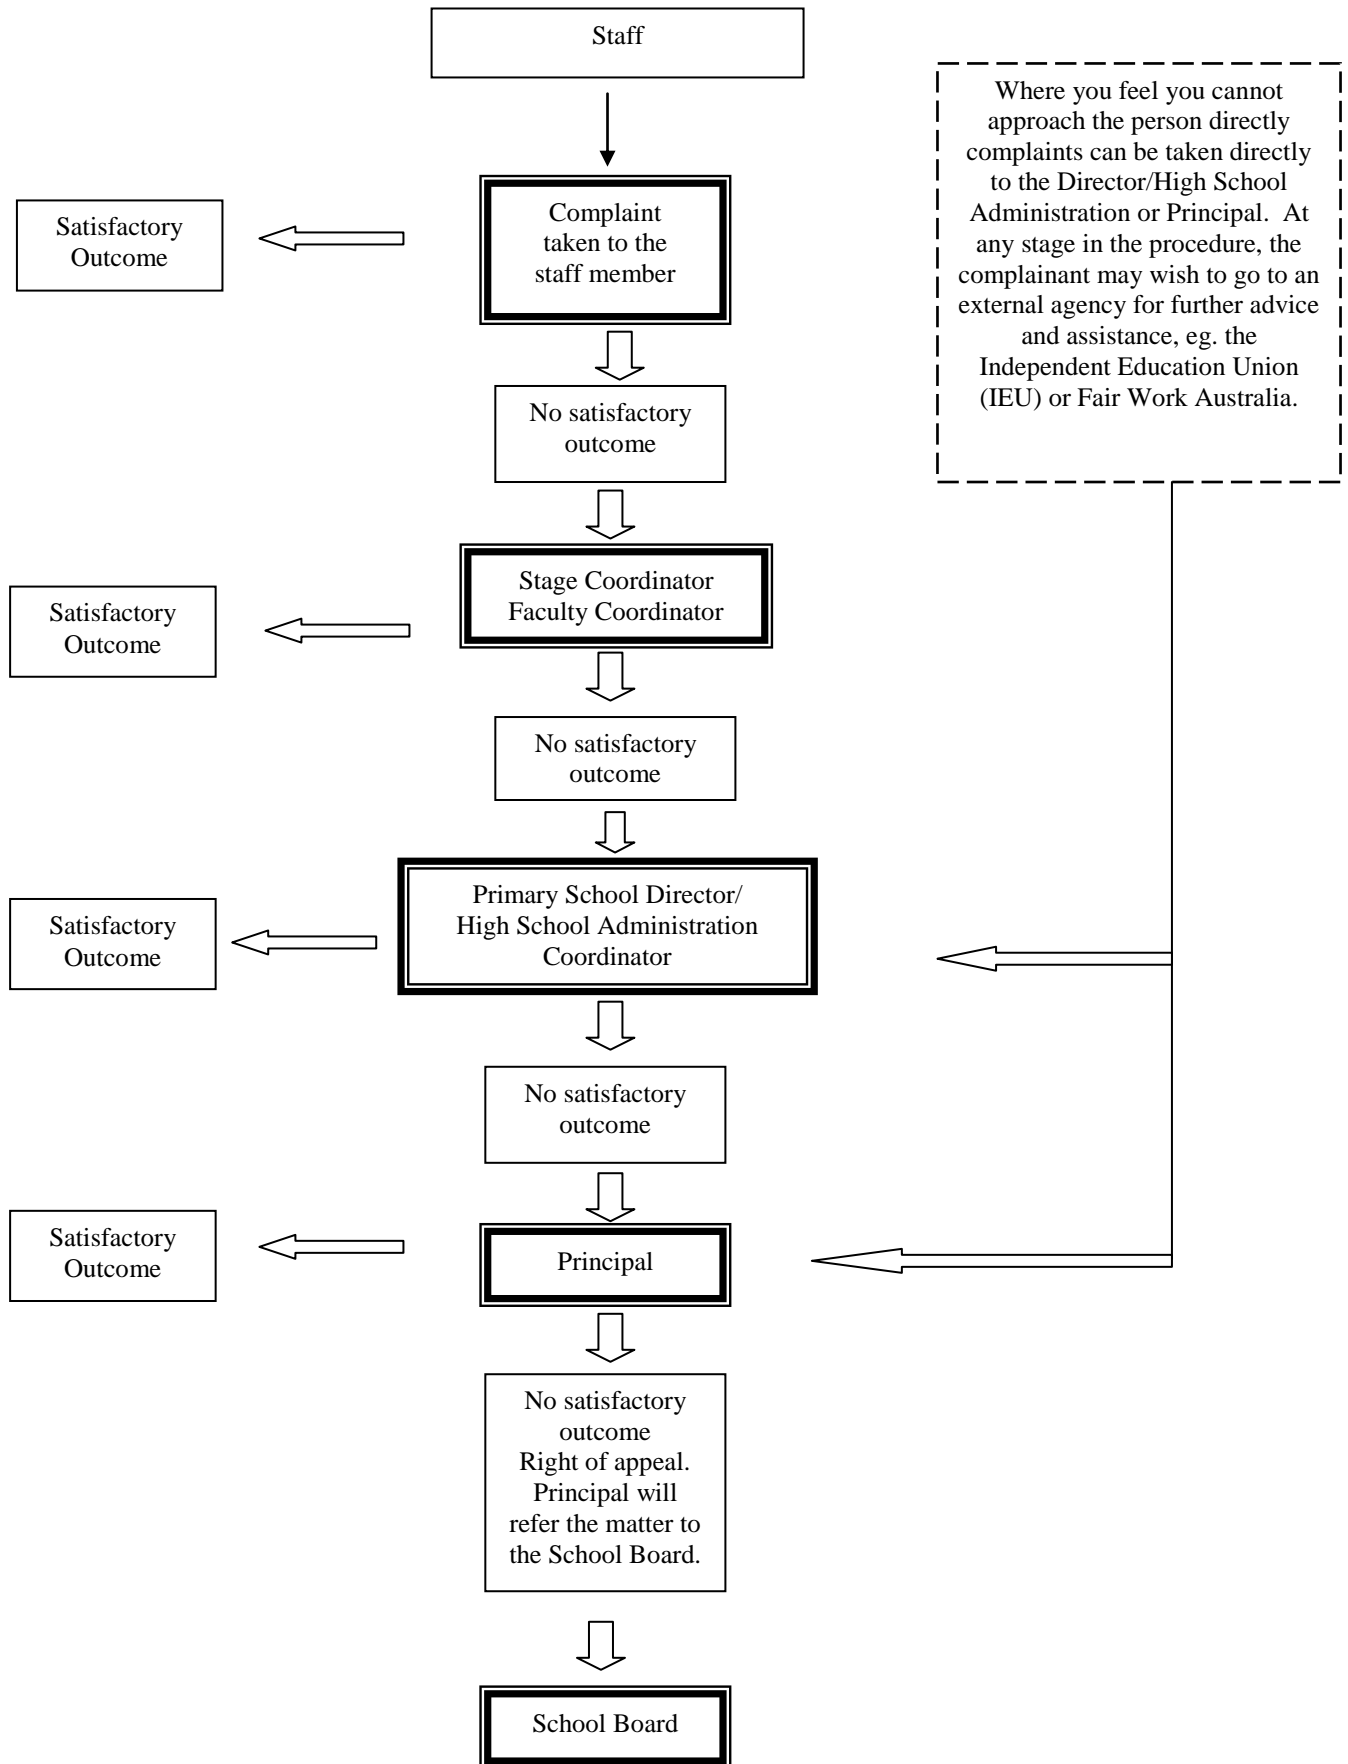 Staff
Where you feel you cannot
approach the person directly
complaints can be taken directly
to the Director/High School
Administration or Principal.  At
any stage in the procedure, the
complainant may wish to go to an
external agency for further advice
and assistance, eg. the
Independent Education Union
(IEU) or Fair Work Australia.
Complaint
taken to the
staff member
Satisfactory
Outcome
No satisfactory
outcome
Stage Coordinator
Faculty Coordinator
Satisfactory
Outcome
No satisfactory
outcome
Primary School Director/
High School Administration
Coordinator
Satisfactory
Outcome
No satisfactory
outcome
Principal
Satisfactory
Outcome
No satisfactory
outcome
Right of appeal.
Principal will
refer the matter to
the School Board.
School Board